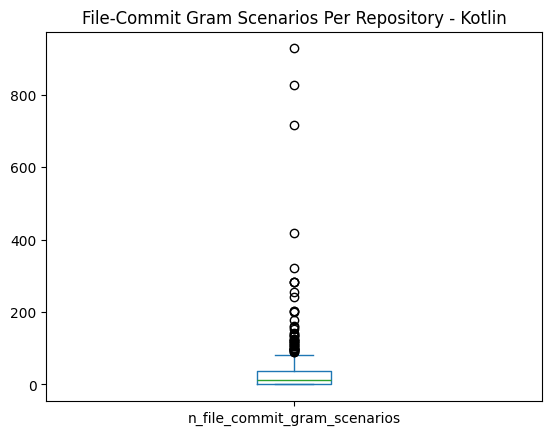 File-Commit Gram Scenarios Per Repository - Kotlin
800
600
400
200
0
n_file_commit_gram_scenarios